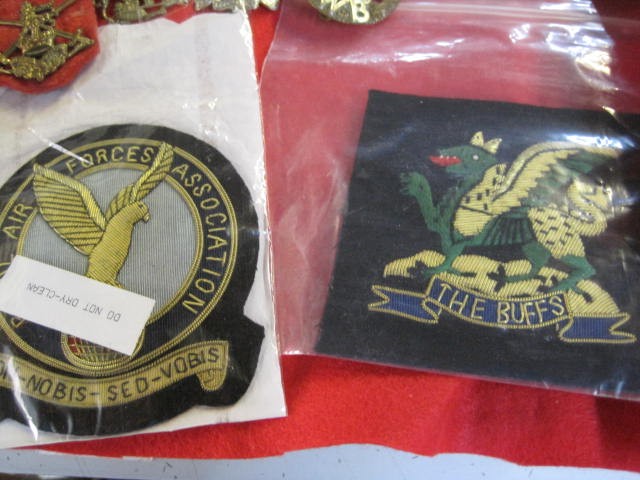 AIR FORCES ASSOCIATION
DO NOT DRY-CLEAN
NOBIS-SED-VOBIS
THE BUFFS